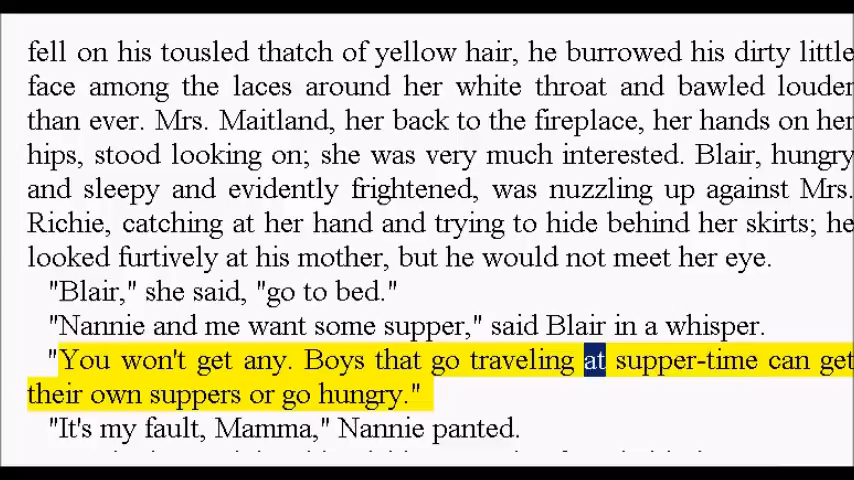 fell on his tousled thatch of yellow hair, he burrowed his dirty little
face among the laces around her white throat and bawled louder
than ever. Mrs. Maitland, her back to the fireplace, her hands on her
hips, stood looking on; she was very much interested. Blair, hungry
and sleepy and evidently frightened, was nuzzling up against Mrs.
Richie, catching at her hand and trying to hide behind her skirts; he
looked furtively at his mother, but he would not meet her eye.
"Blair," she said, "go to bed."
"Nannie and me want some supper," said Blair in a whisper.
"You won't get any. Boys that go traveling at supper-time can get
their own suppers or go hungry."
"It's my fault, Mamma," Nannie panted.